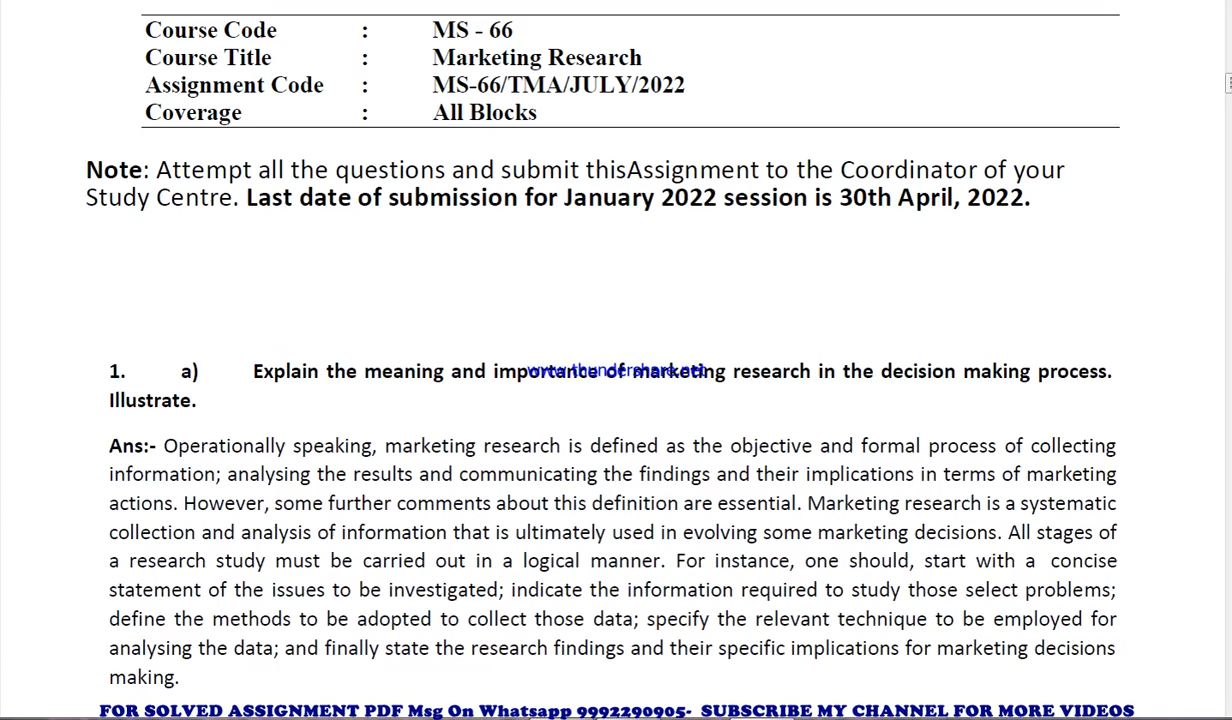 Course Code : MS - 66
Course Title : Marketing Research
Assignment Code : MS-66/TMA/JULY/2022
Coverage : All Blocks
Note: Attempt all the questions and submit thisAssignment to the Coordinator of your
Study Centre. Last date of submission for January 2022 session is 30th April, 2022.
1. a) Explain the meaning and importance of marketing research in the decision making process.
www.thundershare.net
Illustrate.
Ans:- Operationally speaking, marketing research is defined as the objective and formal process of collecting
information; analysing the results and communicating the findings and their implications in terms of marketing
actions. However, some further comments about this definition are essential. Marketing research is a systematic
collection and analysis of information that is ultimately used in evolving some marketing decisions. All stages of
a research study must be carried out in a logical manner. For instance, one should, start with a concise
statement of the issues to be investigated; indicate the information required to study those select problems;
define the methods to be adopted to collect those data; specify the relevant technique to be employed for
analysing the data; and finally state the research findings and their specific implications for marketing decisions
making.
FOR SOLVED ASSIGNMENT PDF Msg On Whatsapp 9992290905- SUBSCRIBE MY CHANNEL FOR MORE VIDEOS